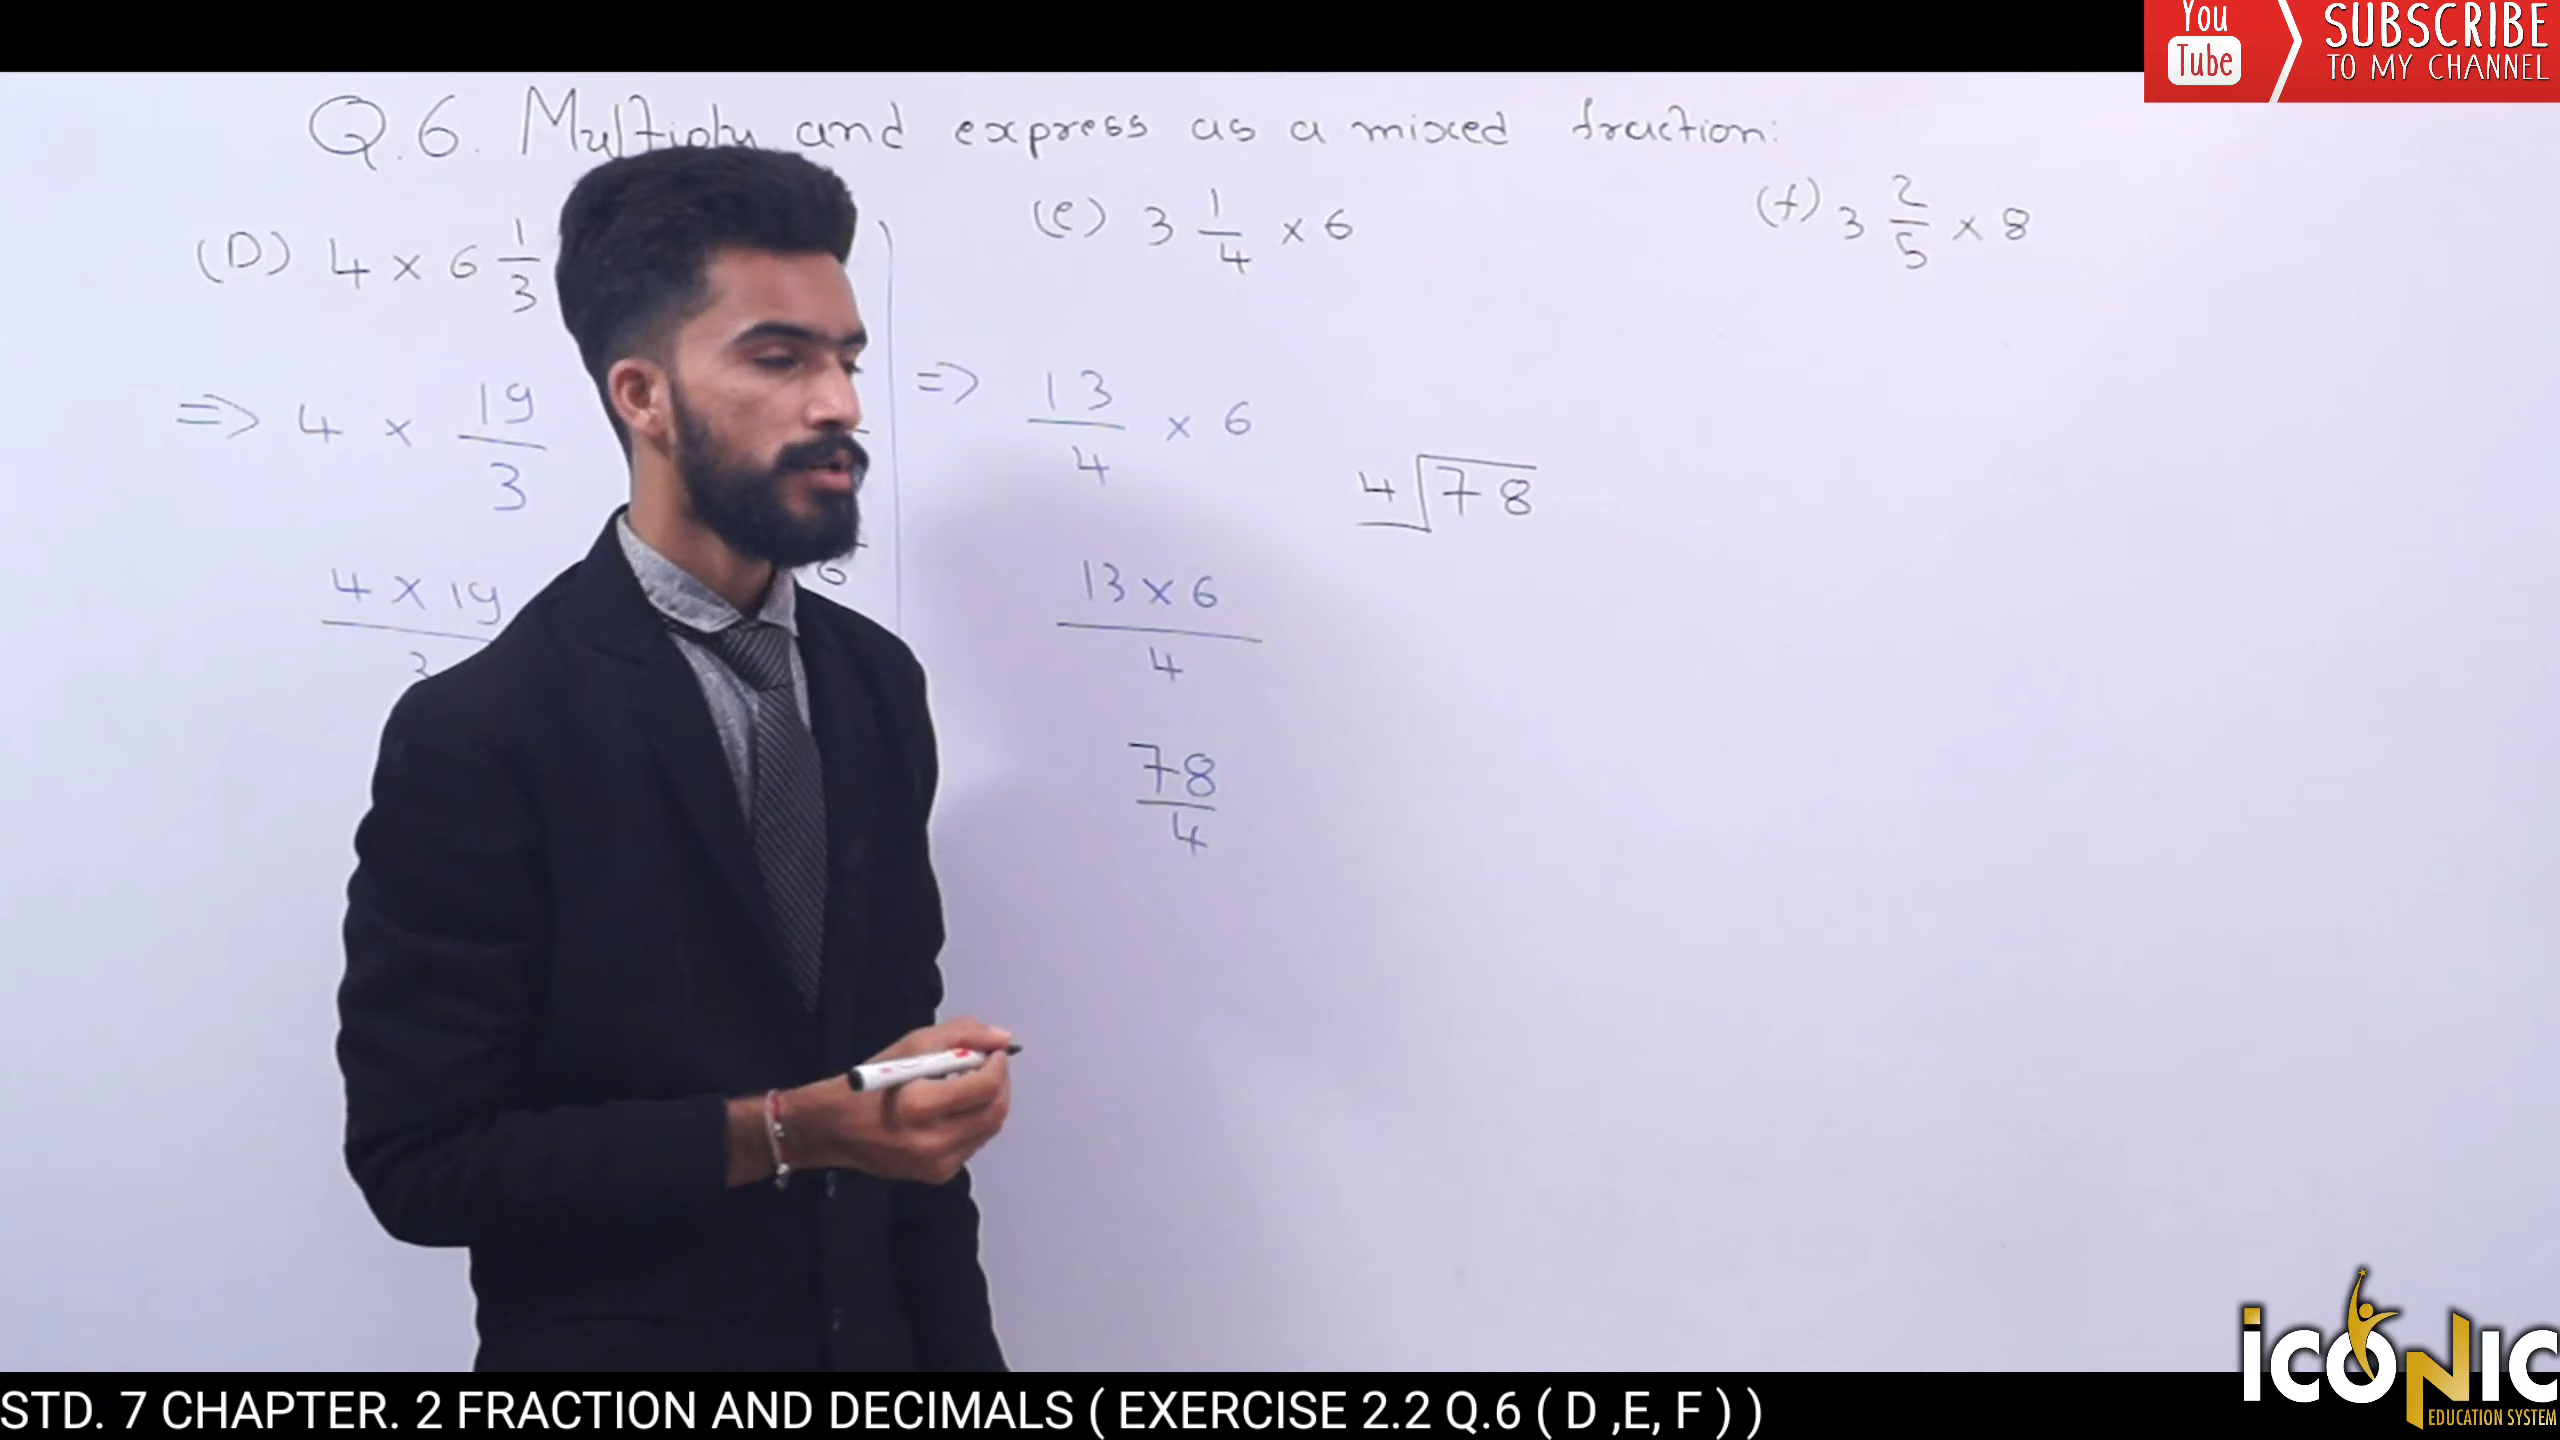 You Tube SUBSCRIBE TO MY CHANNEL
Q.6. Multiply and express as a mixed fraction:
(D) 4 × 6 1/3
(e) 3 1/4 × 6
(f) 3 2/5 × 8
=> 4 × 19/3
=> 13/4 × 6
4 78
4 × 19
3
6
13 × 6
4
78
4
iCONIC
EDUCATION SYSTEM
STD. 7 CHAPTER. 2 FRACTION AND DECIMALS ( EXERCISE 2.2 Q.6 ( D ,E, F ) )